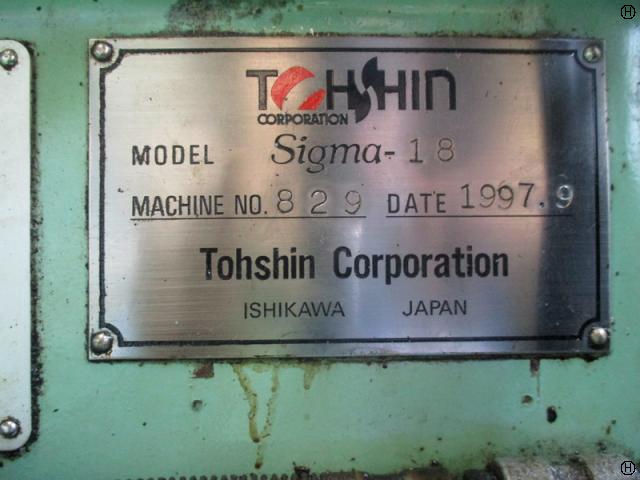 TOHSHIN
CORPORATION
MODEL Sigma-18
MACHINE NO. 829 DATE 1997.9
Tohshin Corporation
ISHIKAWA JAPAN
H
H